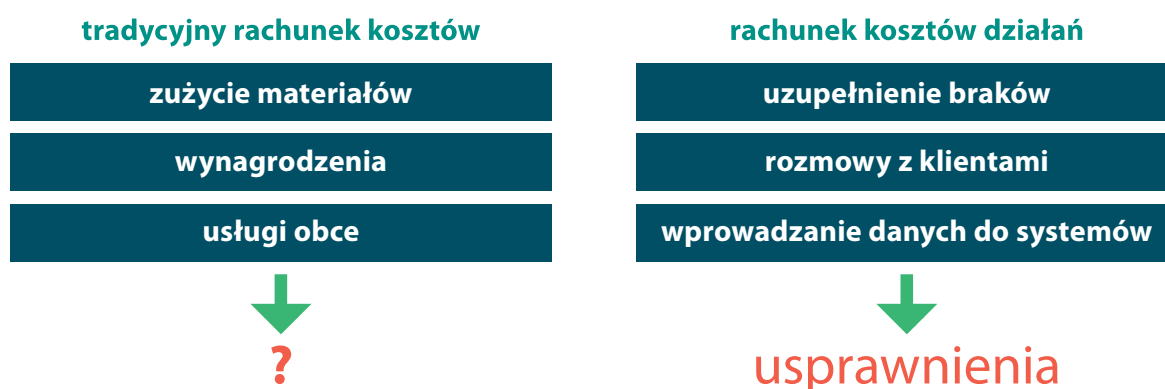 tradycyjny rachunek kosztów
zużycie materiałów
wynagrodzenia
usługi obce
?
rachunek kosztów działań
uzupełnienie braków
rozmowy z klientami
wprowadzanie danych do systemów
usprawnienia